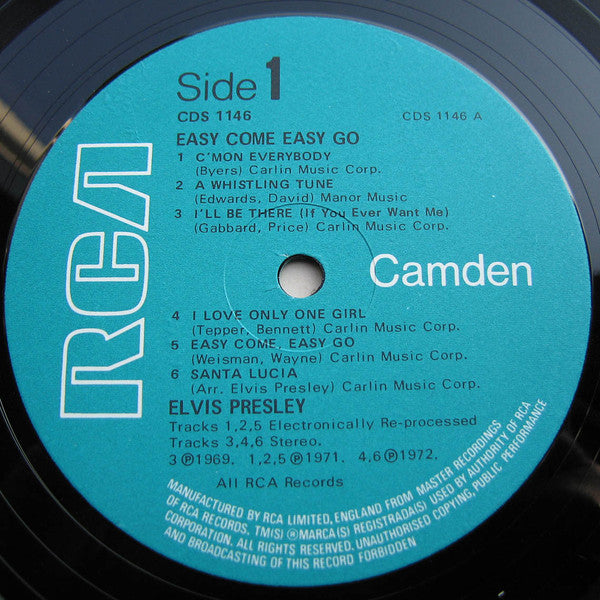 RCA
Side 1
CDS 1146
CDS 1146 A
EASY COME EASY GO
1 C'MON EVERYBODY
(Byers) Carlin Music Corp.
2 A WHISTLING TUNE
(Edwards, David) Manor Music
3 I'LL BE THERE (If You Ever Want Me)
(Gabbard, Price) Carlin Music Corp.
Camden
4 I LOVE ONLY ONE GIRL
(Tepper, Bennett) Carlin Music Corp.
5 EASY COME, EASY GO
(Weisman, Wayne) Carlin Music Corp.
6 SANTA LUCIA
(Arr. Elvis Presley) Carlin Music Corp.
ELVIS PRESLEY
Tracks 1,2,5 Electronically Re-processed
Tracks 3,4,6 Stereo.
3 ℗1969. 1,2,5 ℗1971. 4,6 ℗1972.
All RCA Records
MANUFACTURED BY RCA LIMITED, ENGLAND FROM MASTER RECORDINGS
OF RCA RECORDS, TM(S) ® MARCA(S) REGISTRADA(S) USED BY AUTHORITY OF RCA
CORPORATION. ALL RIGHTS RESERVED. UNAUTHORISED COPYING, PUBLIC PERFORMANCE
AND BROADCASTING OF THIS RECORD FORBIDDEN